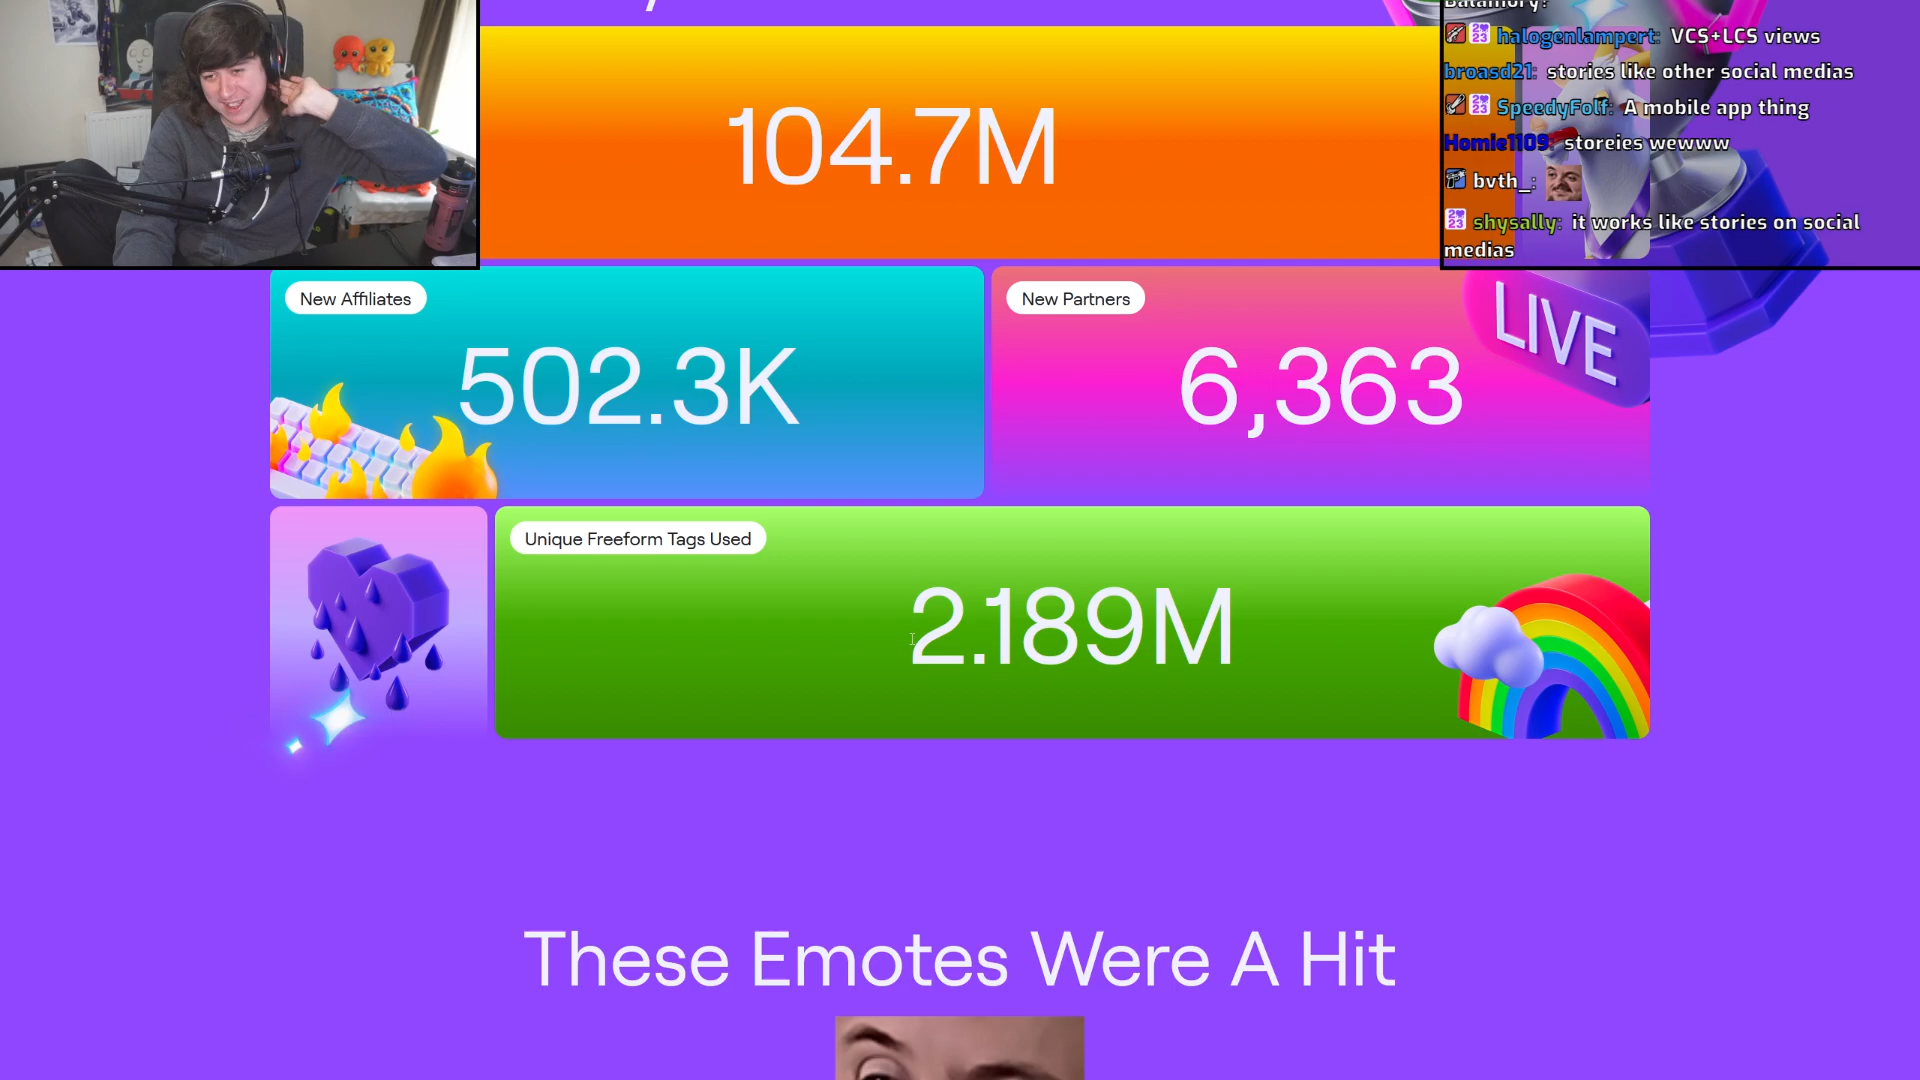 Balamory?
halogenlampert: VCS+LCS views
broasd21: stories like other social medias
SpeedyFolf: A mobile app thing
Homie1109: storeies wewww
bvth_:
shysally: it works like stories on social
medias
104.7M
New Affiliates
502.3K
New Partners
6,363
LIVE
Unique Freeform Tags Used
2.189M
These Emotes Were A Hit